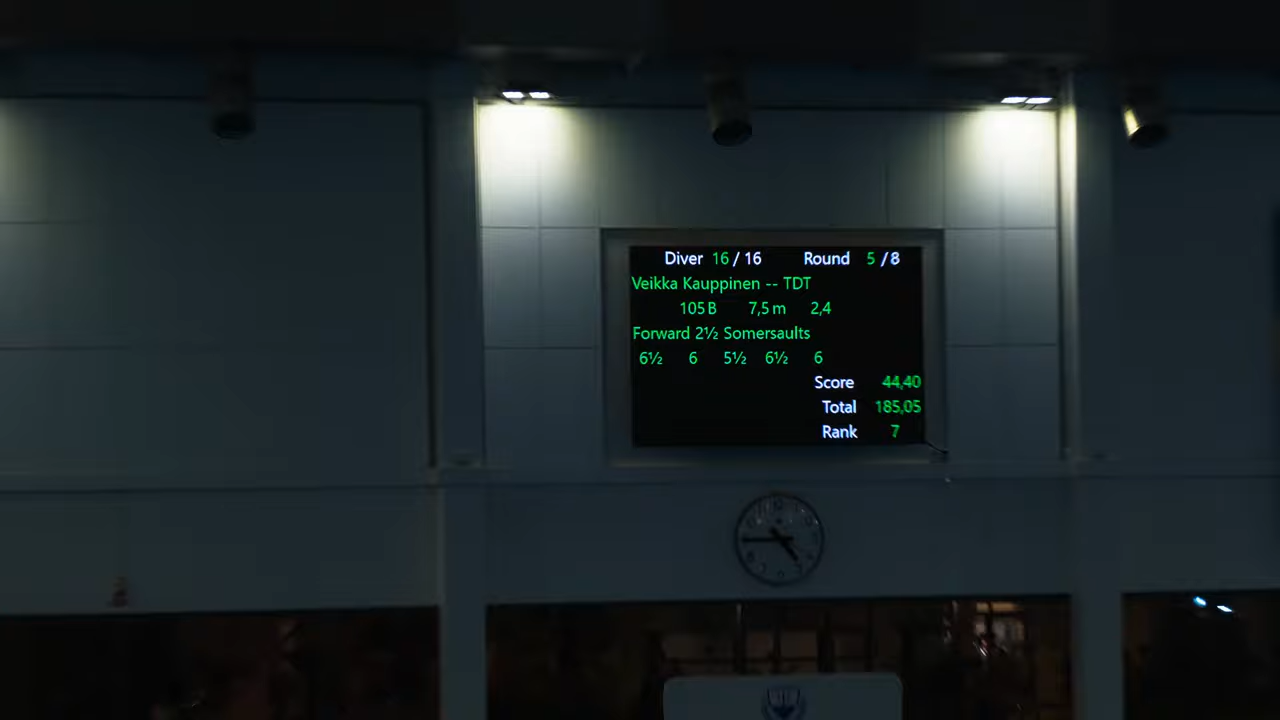 Diver 16 / 16 Round 5 / 8
Veikka Kauppinen -- TDT
105 B 7,5 m 2,4
Forward 2½ Somersaults
6½ 6 5½ 6½ 6
Score 44,40
Total 185,05
Rank 7